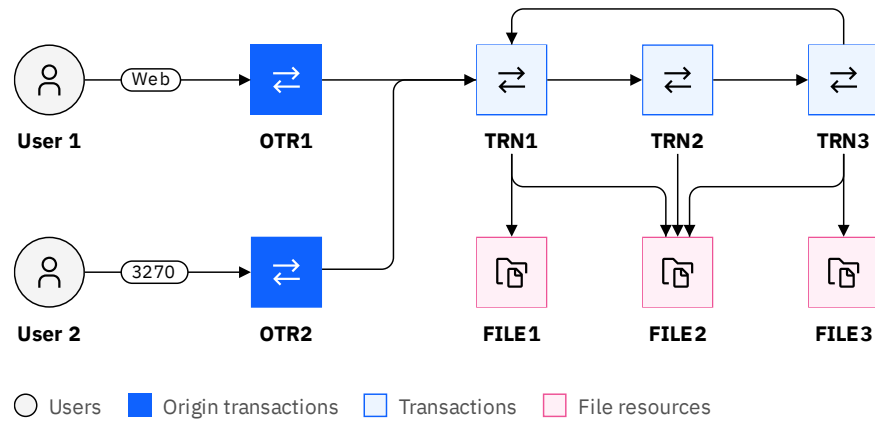 Web
User 1
OTR1
TRN1
TRN2
TRN3
3270
User 2
OTR2
FILE1
FILE2
FILE3
Users
Origin transactions
Transactions
File resources